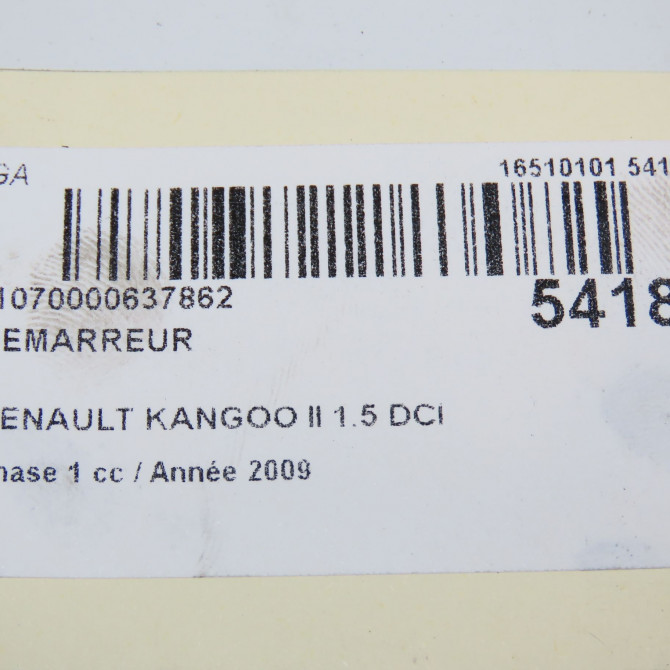 GA
16510101 541
1070000637862
5418
EMARREUR
ENAULT KANGOO II 1.5 DCI
hase 1 cc / Année 2009